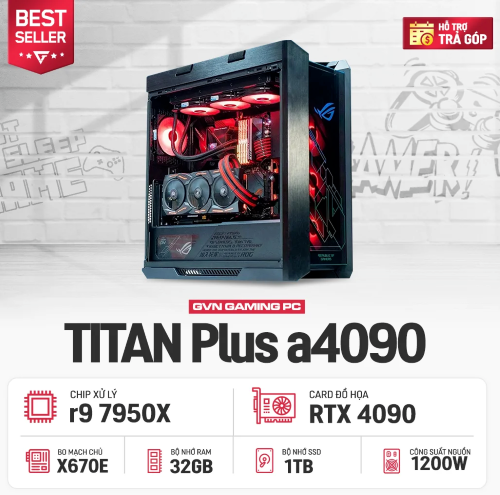 BEST
SELLER
HỖ TRỢ
TRẢ GÓP
GAMER!
GVN GAMING PC
TITAN Plus a4090
CHIP XỬ LÝ
r9 7950X
CARD ĐỒ HỌA
RTX 4090
BO MẠCH CHỦ
X670E
BỘ NHỚ RAM
32GB
BỘ NHỚ SSD
1TB
CÔNG SUẤT NGUỒN
1200W